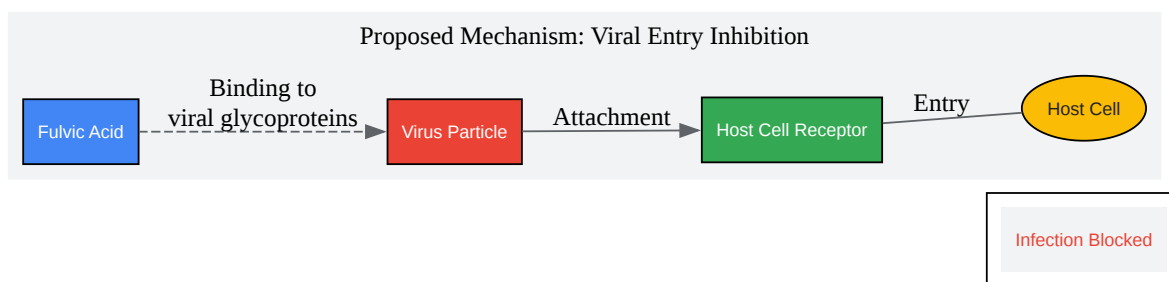 Proposed Mechanism: Viral Entry Inhibition
Fulvic Acid
Binding to
viral glycoproteins
Virus Particle
Attachment
Host Cell Receptor
Entry
Host Cell
Infection Blocked